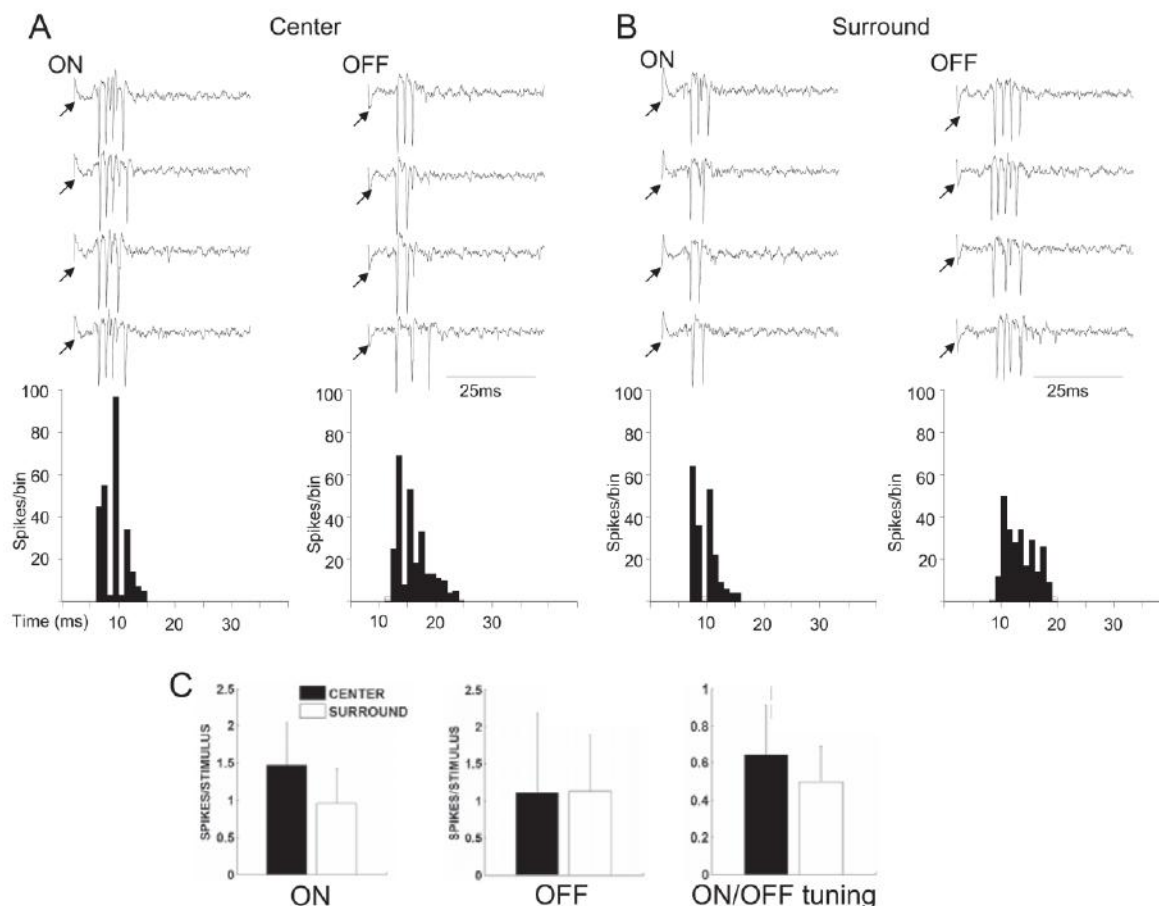 A Center
ON OFF
25ms
100
80
60
40
20
Spikes/bin
Time (ms) 10 20 30
100
80
60
40
20
Spikes/bin
10 20 30
B Surround
ON OFF
25ms
100
80
60
40
20
Spikes/bin
10 20 30
100
80
60
40
20
Spikes/bin
10 20 30
C
2.5
2
1.5
1
0.5
0
SPIKES/STIMULUS
CENTER
SURROUND
ON
2.5
2
1.5
1
0.5
0
SPIKES/STIMULUS
OFF
1
0.8
0.6
0.4
0.2
0
ON/OFF tuning